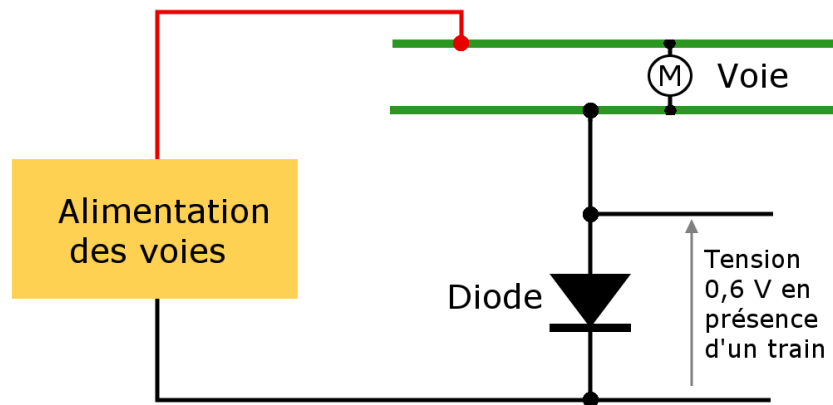 M
Voie
Alimentation
des voies
Diode
Tension
0,6 V en
présence
d'un train